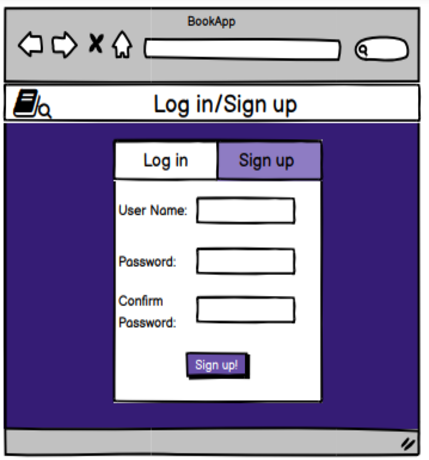 BookApp
Log in/Sign up
Log in
Sign up
User Name:
Password:
Confirm
Password:
Sign up!